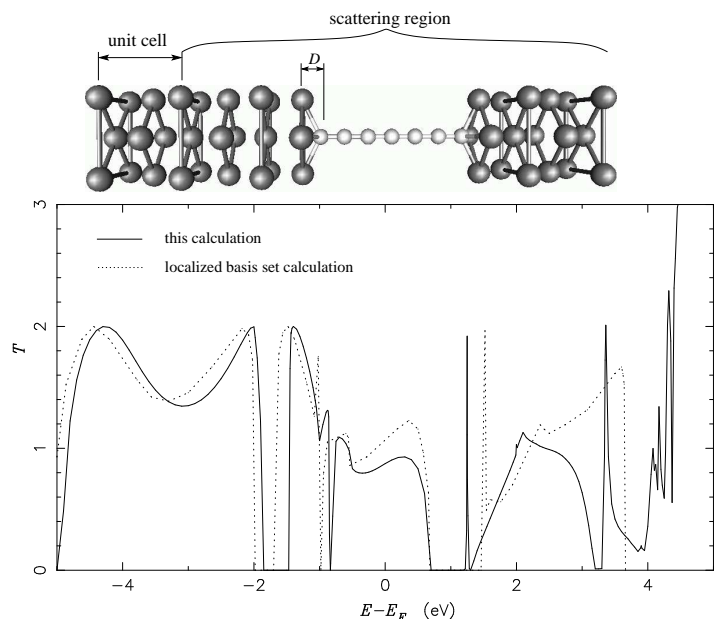 scattering region
unit cell
D
3
this calculation
localized basis set calculation
2
T
1
0
−4 −2 0 2 4
E−E_F (eV)